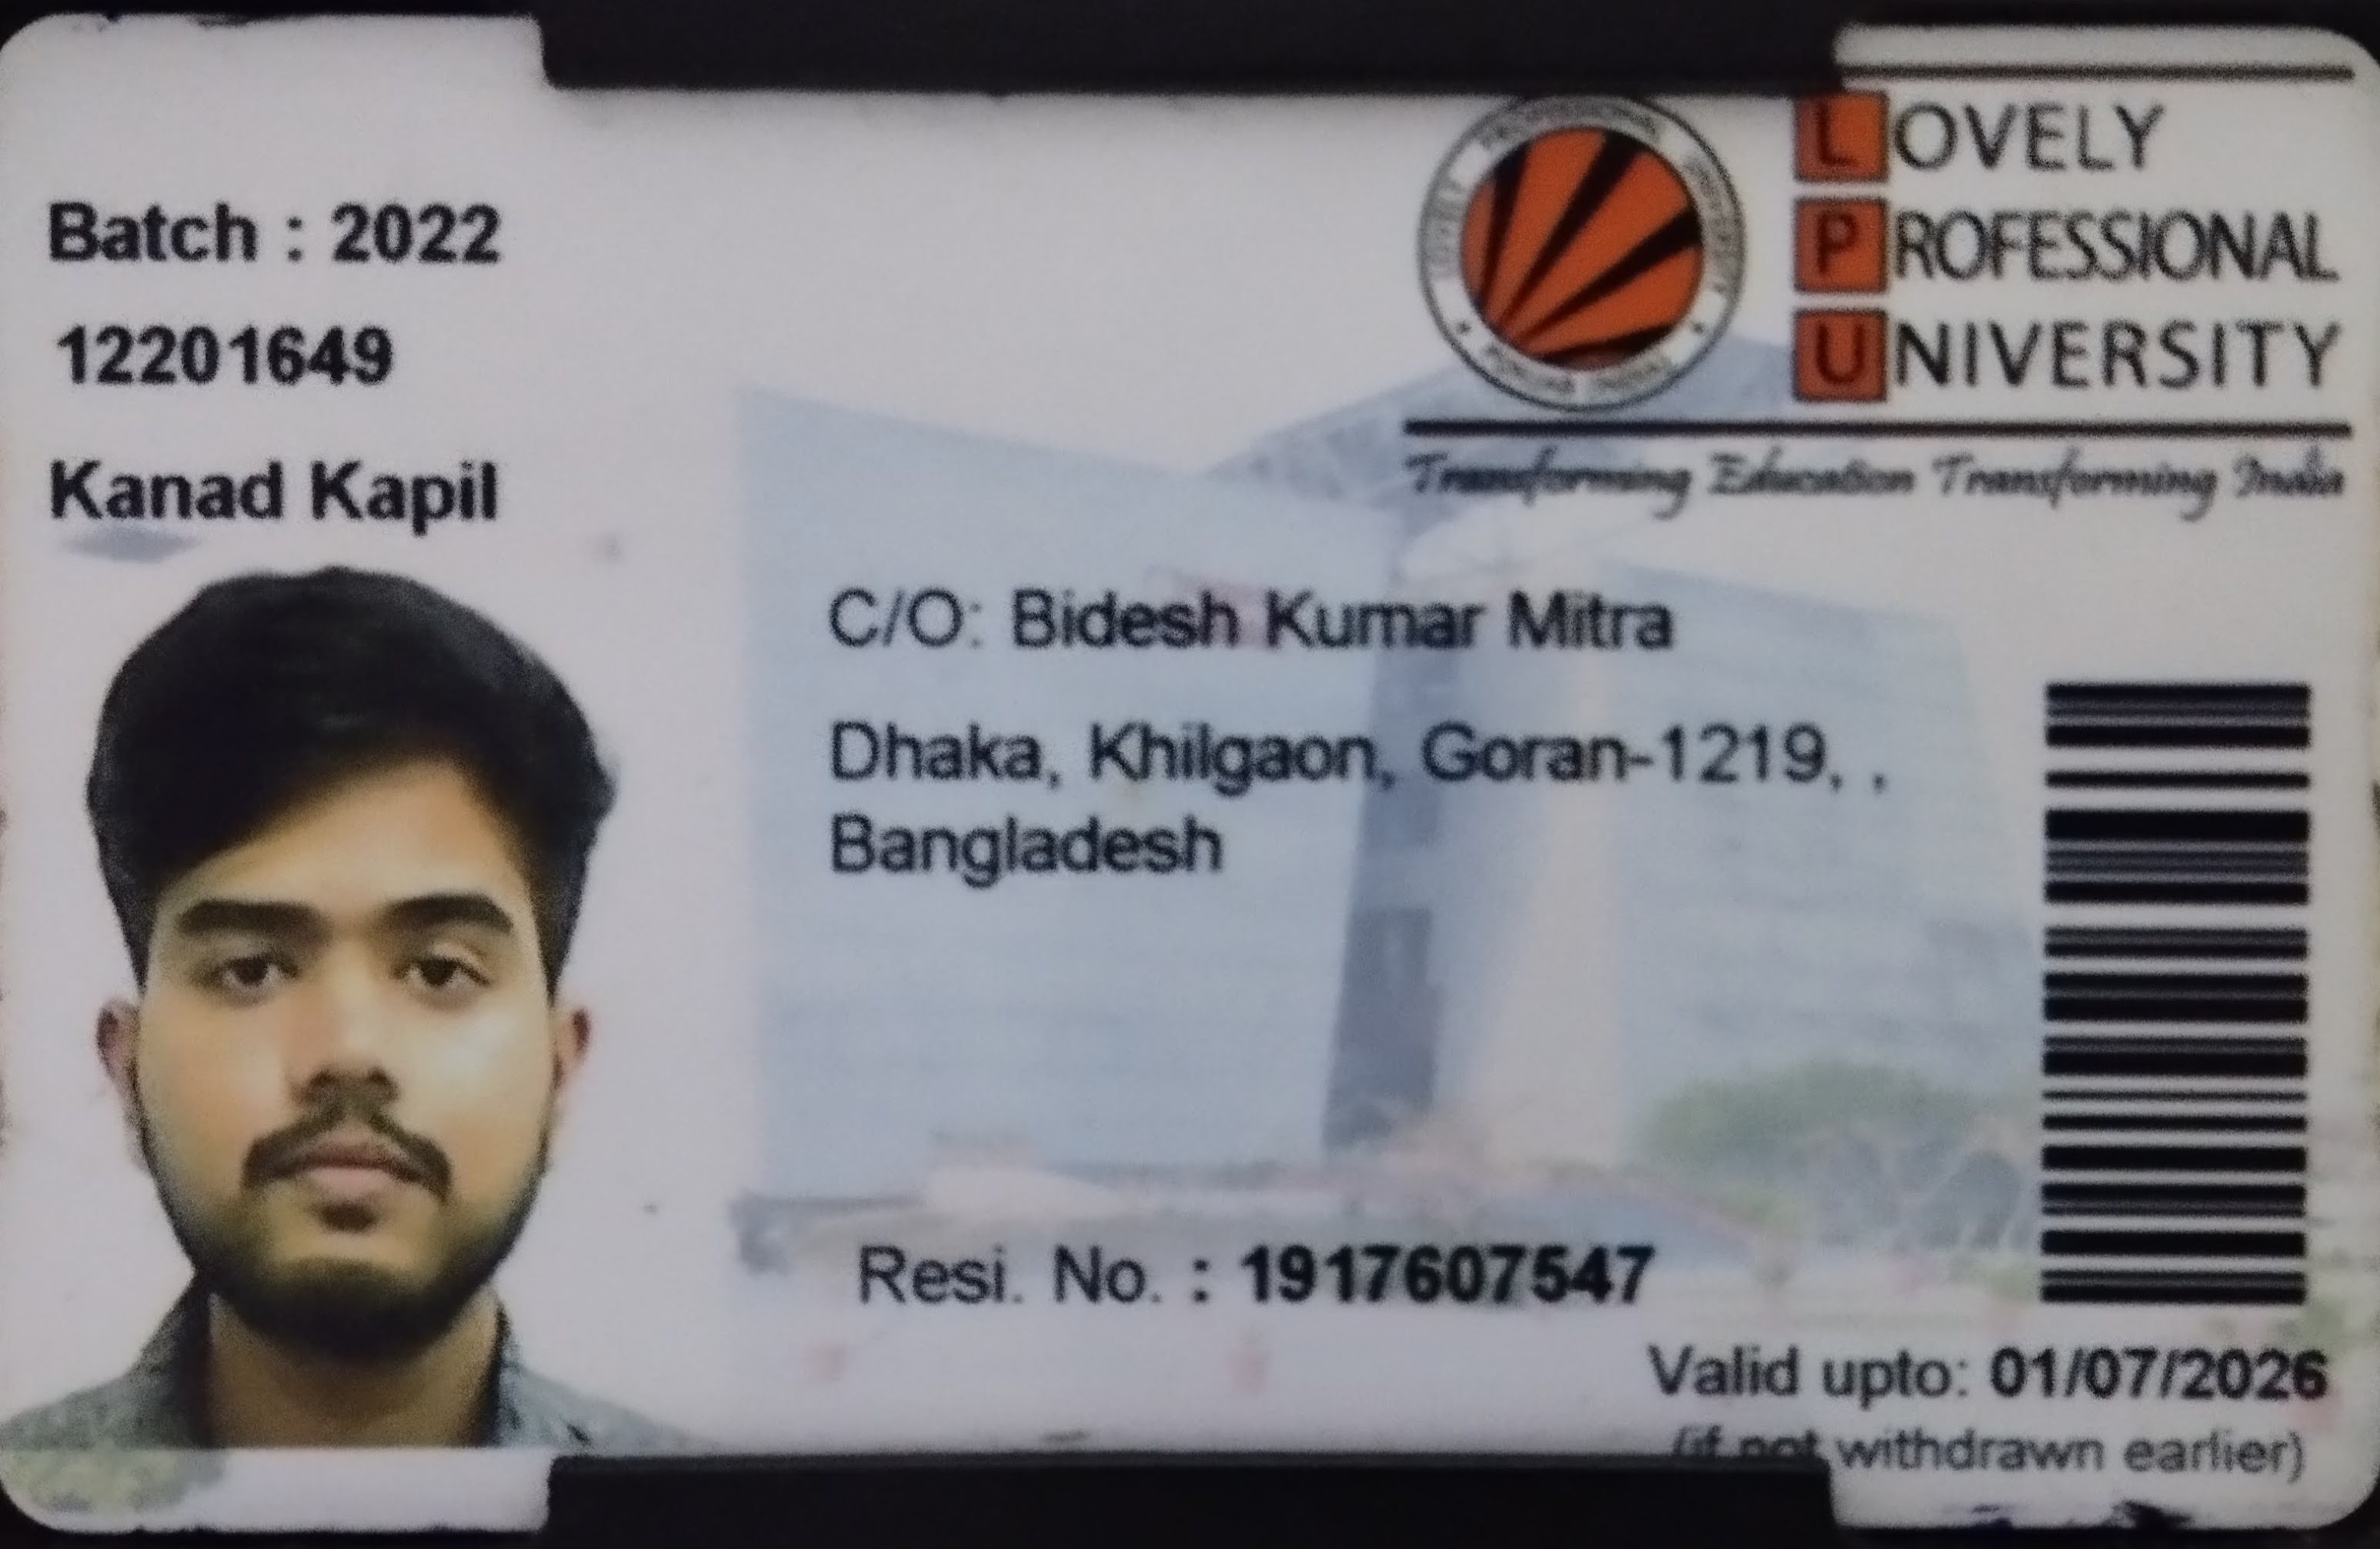 Batch : 2022
12201649
Kanad Kapil
LOVELY
PROFESSIONAL
UNIVERSITY
Transforming Education Transforming India
C/O: Bidesh Kumar Mitra
Dhaka, Khilgaon, Goran-1219, ,
Bangladesh
Resi. No. : 1917607547
Valid upto: 01/07/2026
(if not withdrawn earlier)